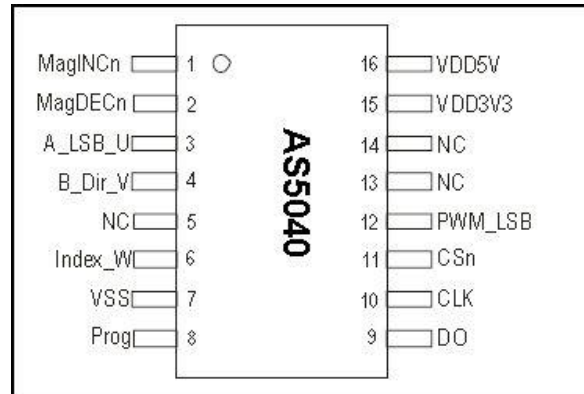 MagINCn 1 16 VDD5V
MagDECn 2 15 VDD3V3
A_LSB_U 3 14 NC
B_Dir_V 4 13 NC
NC 5 12 PWM_LSB
Index_W 6 11 CSn
VSS 7 10 CLK
Prog 8 9 DO
AS5040